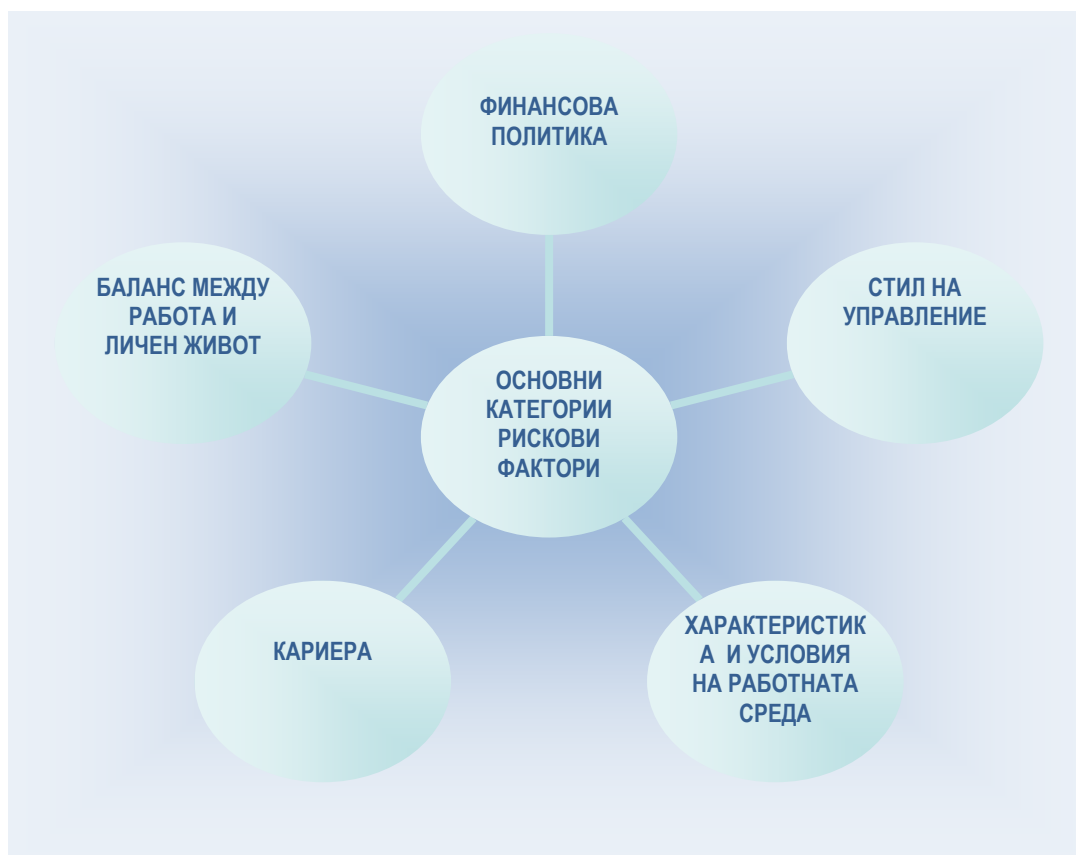 ФИНАНСОВА
ПОЛИТИКА
БАЛАНС МЕЖДУ
РАБОТА И
ЛИЧЕН ЖИВОТ
СТИЛ НА
УПРАВЛЕНИЕ
ОСНОВНИ
КАТЕГОРИИ
РИСКОВИ
ФАКТОРИ
КАРИЕРА
ХАРАКТЕРИСТИК
А И УСЛОВИЯ
НА РАБОТНАТА
СРЕДА